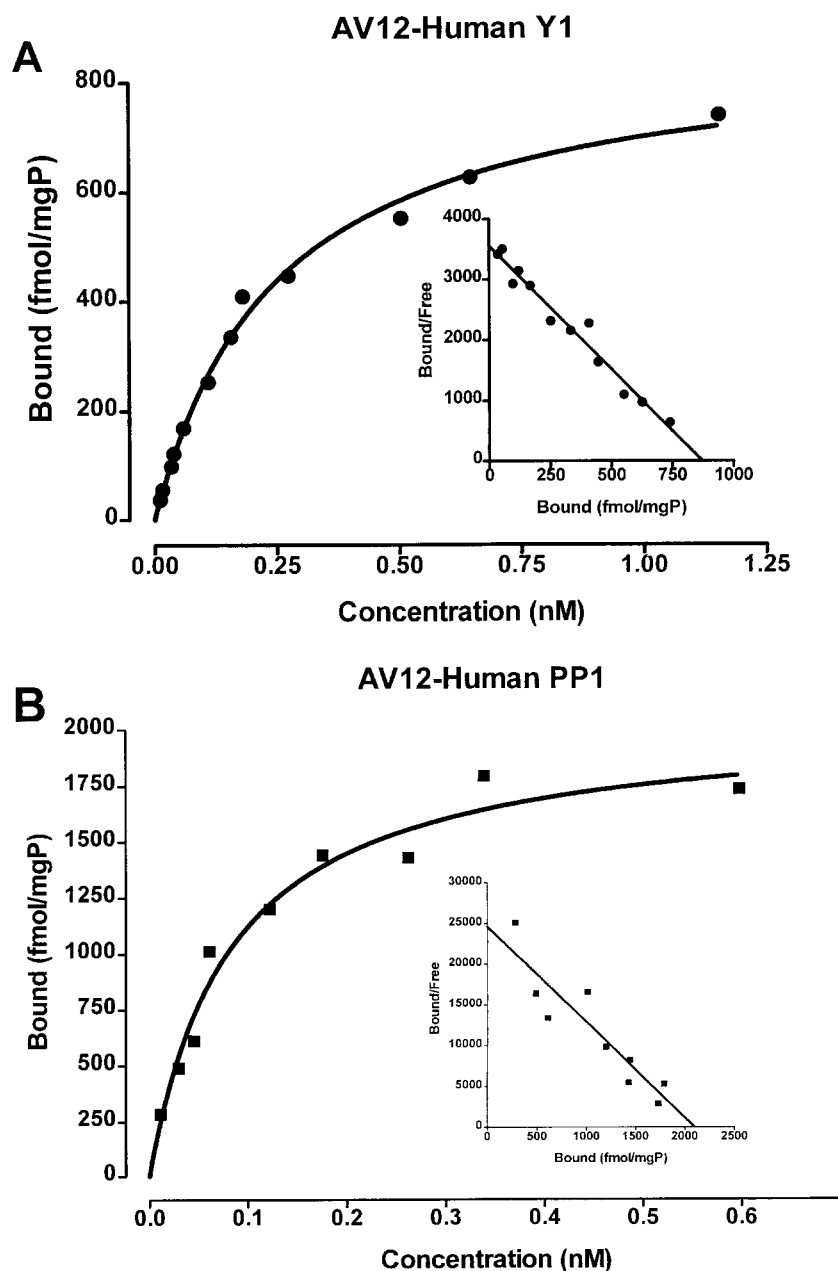 AV12-Human Y1
A
800
600
400
200
0
Bound (fmol/mgP)
0.00 0.25 0.50 0.75 1.00 1.25
Concentration (nM)
4000
3000
2000
1000
0
Bound/Free
0 250 500 750 1000
Bound (fmol/mgP)
AV12-Human PP1
B
2000
1750
1500
1250
1000
750
500
250
0
Bound (fmol/mgP)
0.0 0.1 0.2 0.3 0.4 0.5 0.6
Concentration (nM)
30000
25000
20000
15000
10000
5000
0
Bound/Free
0 500 1000 1500 2000 2500
Bound (fmol/mgP)